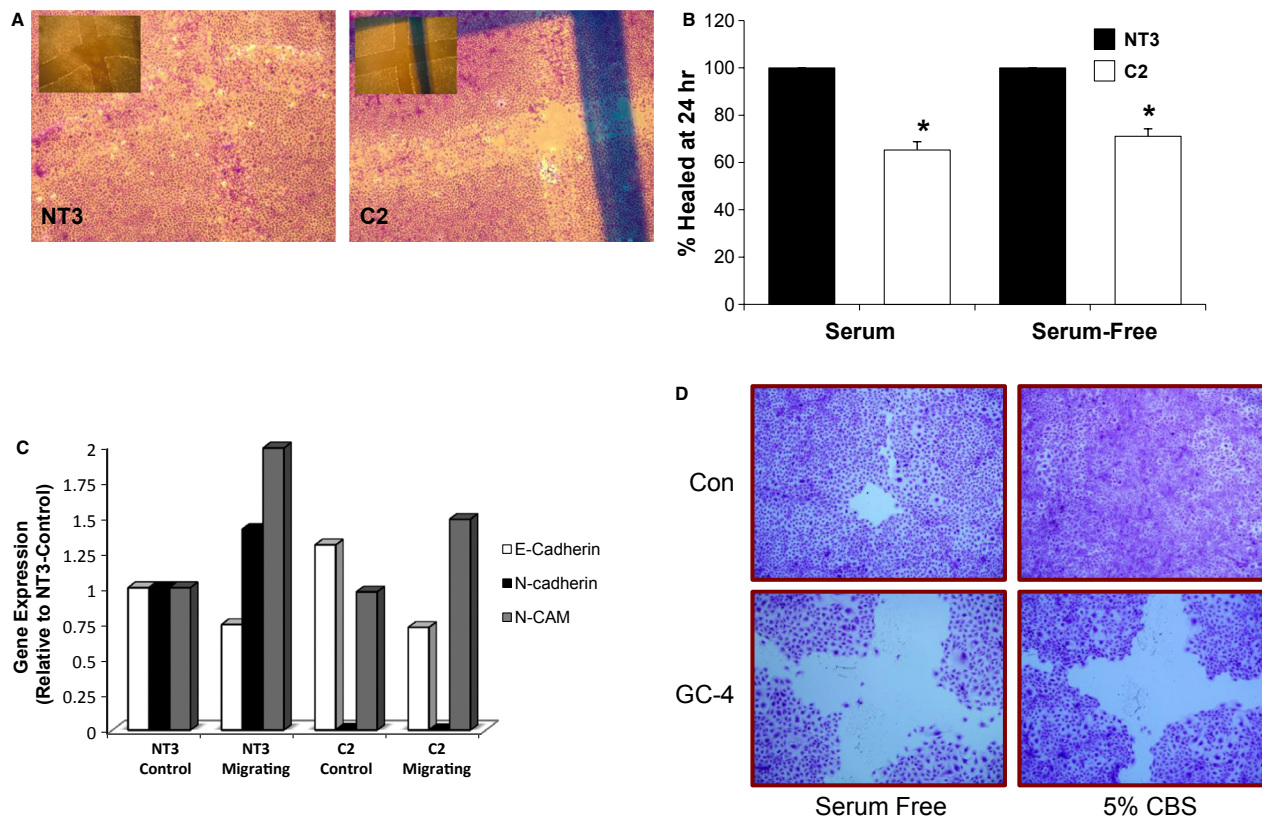 A
NT3
C2
B
NT3
C2
% Healed at 24 hr
120
100
80
60
40
20
0
*
*
Serum
Serum-Free
C
Gene Expression
(Relative to NT3-Control)
2
1.75
1.5
1.25
1
0.75
0.5
0.25
0
E-Cadherin
N-cadherin
N-CAM
NT3
Control
NT3
Migrating
C2
Control
C2
Migrating
D
Con
GC-4
Serum Free
5% CBS